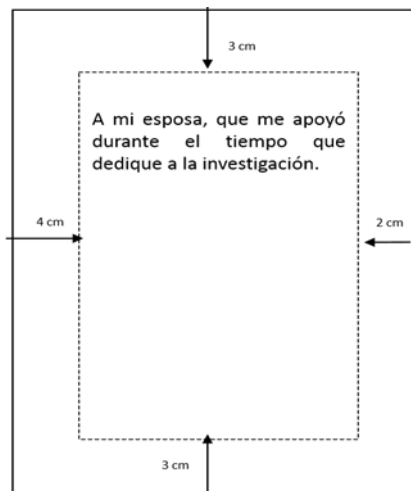 3 cm
A mi esposa, que me apoyó
durante el tiempo que
dedique a la investigación.
4 cm
2 cm
3 cm